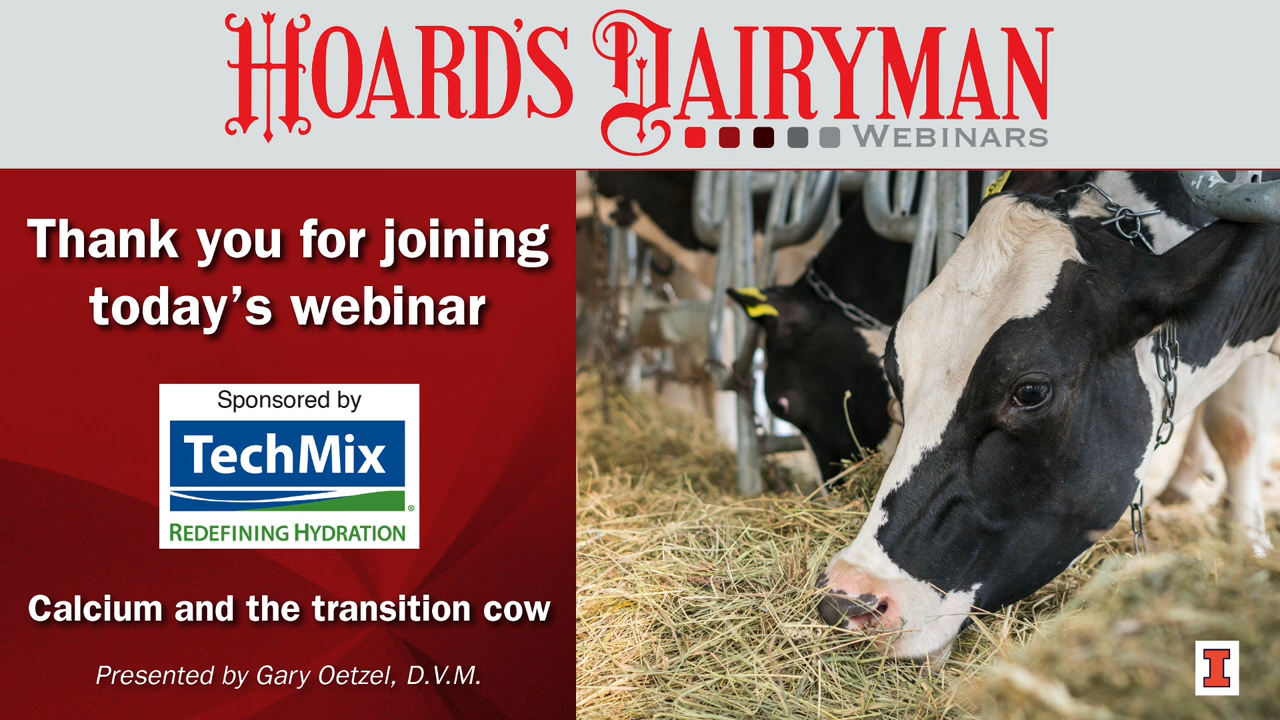 HOARD'S DAIRYMAN
WEBINARS
Thank you for joining
today's webinar
Sponsored by
TechMix
®
REDEFINING HYDRATION
Calcium and the transition cow
Presented by Gary Oetzel, D.V.M.
I